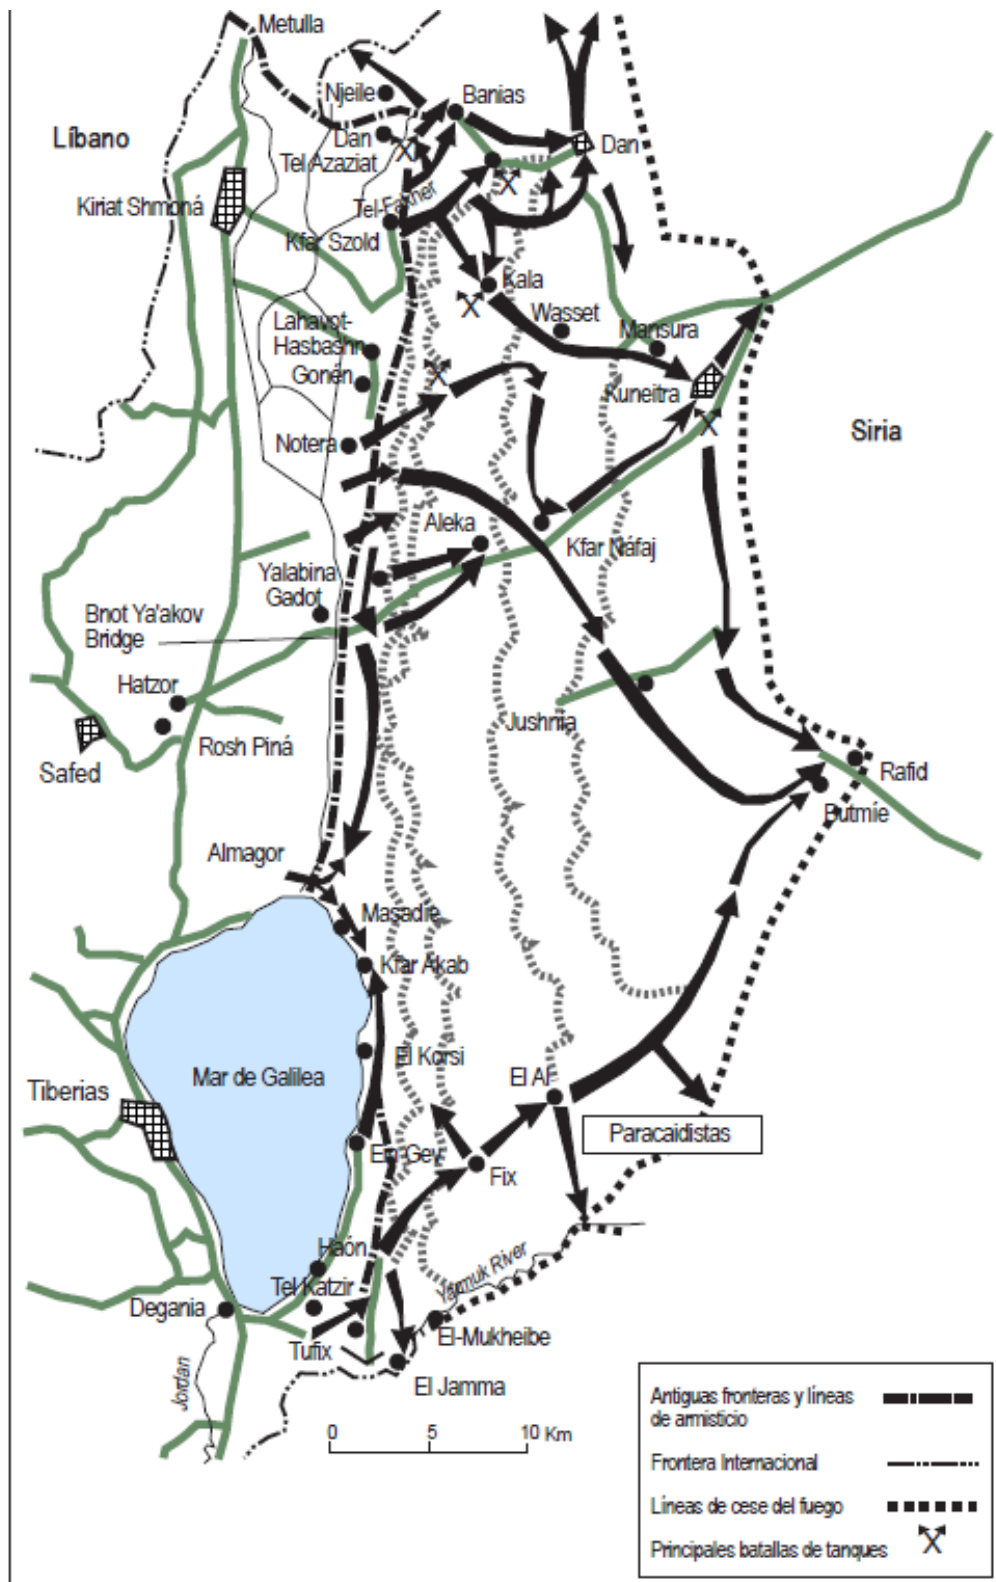 Metulla
Njeile
Banias
Líbano
Dan
Tel Azaziat
Dan
Kiriat Shmoná
Tel-Fakher
Kfar Szold
Kala
Lahavot-
Hasbashn
Wasset
Mansura
Gonen
Kuneitra
Notera
Siria
Aleka
Kfar Náfaj
Yalabina
Gadot
Bnot Ya'akov
Bridge
Hatzor
Jushnia
Rosh Piná
Safed
Rafid
Butmíe
Almagor
Masadíe
Kfar Akab
El Korsi
Mar de Galilea
El Al
Tiberias
Paracaidistas
Ein Gev
Fix
Haón
Yarmuk River
Tel Katzir
Degania
El-Mukheibe
Tufix
Jordan
El Jamma
0 5 10 Km
Antiguas fronteras y líneas
de armisticio
Frontera Internacional
Líneas de cese del fuego
Principales batallas de tanques